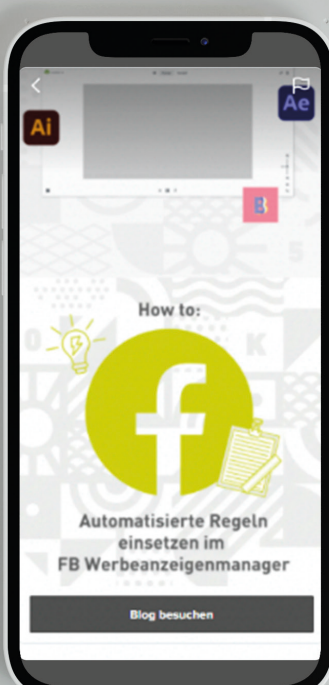 Ai
Ae
B
How to:
f
Automatisierte Regeln
einsetzen im
FB Werbeanzeigenmanager
Blog besuchen